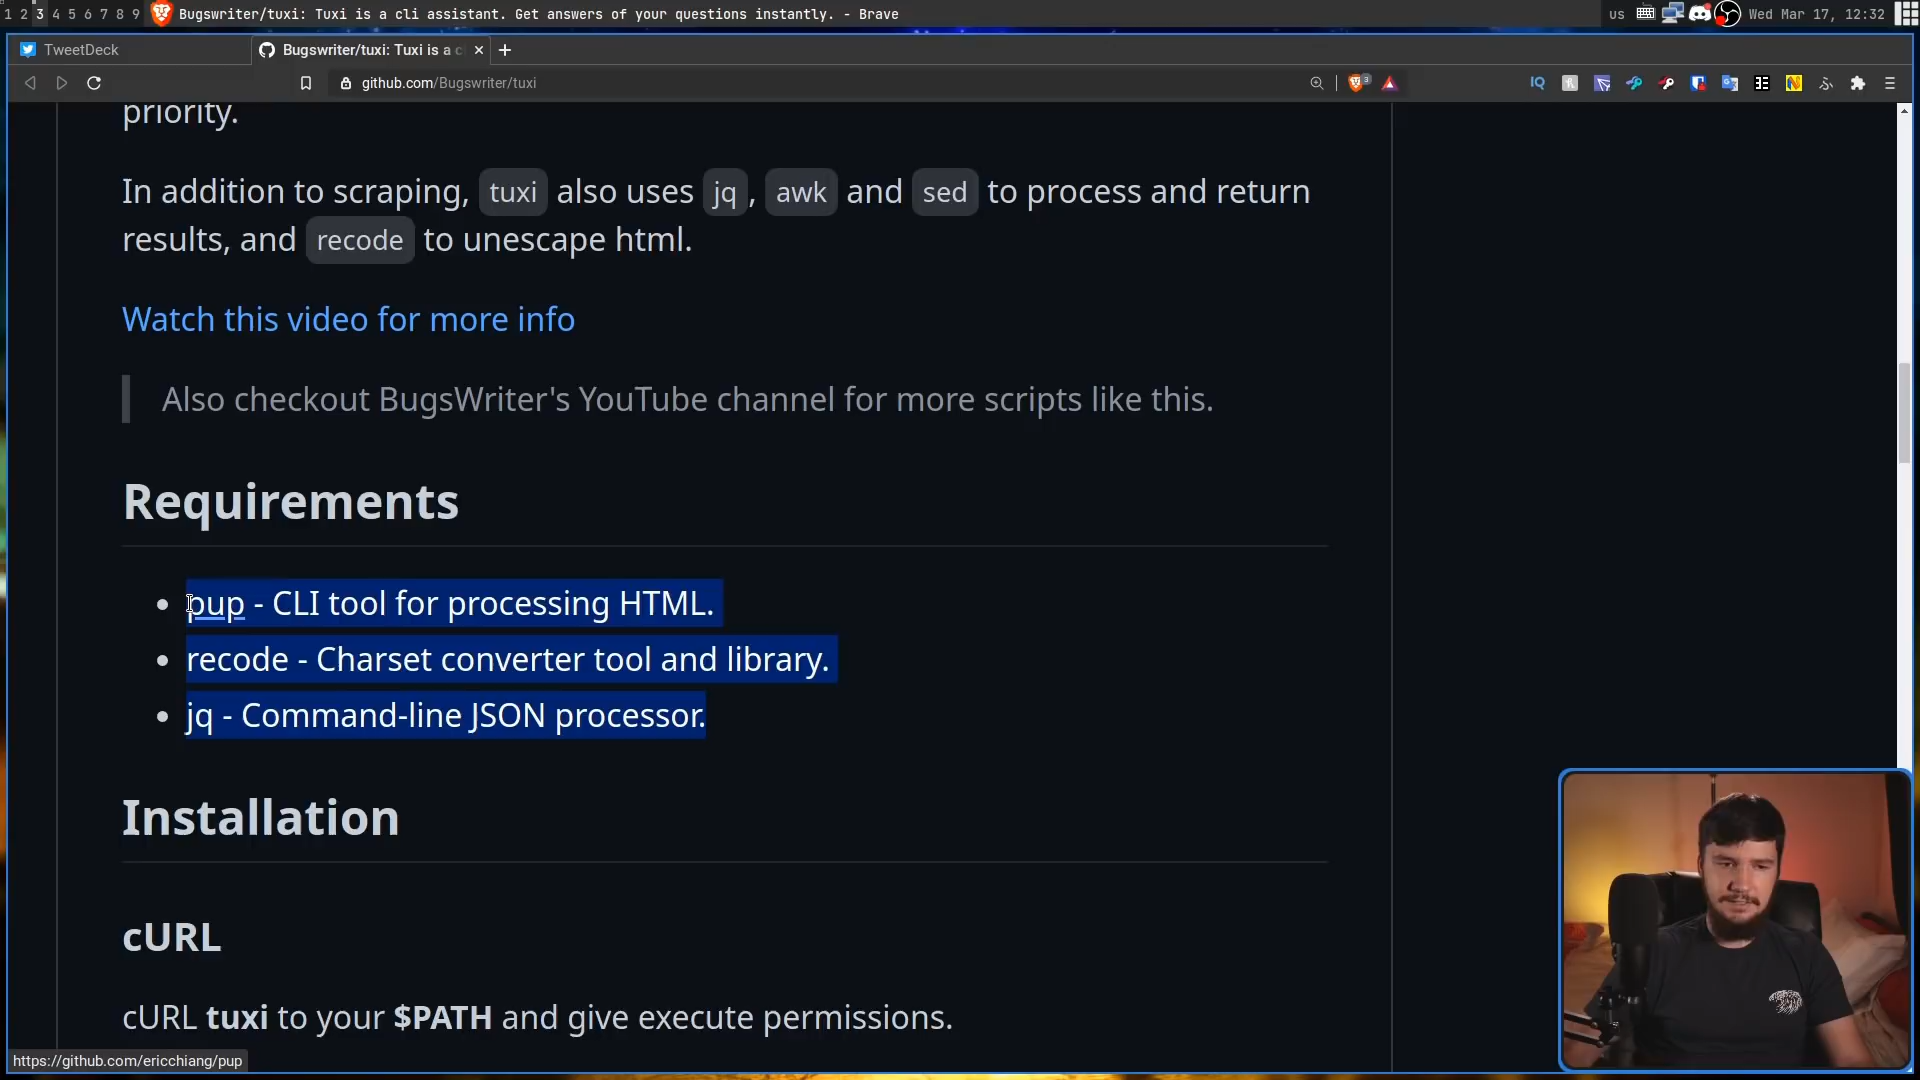 1 2 3 4 5 6 7 8 9 Bugswriter/tuxi: Tuxi is a cli assistant. Get answers of your questions instantly. - Brave us Wed Mar 17, 12:32
TweetDeck Bugswriter/tuxi: Tuxi is a c
github.com/Bugswriter/tuxi 3 IQ
priority.
In addition to scraping, tuxi also uses jq, awk and sed to process and return
results, and recode to unescape html.
Watch this video for more info
Also checkout BugsWriter's YouTube channel for more scripts like this.
Requirements
pup - CLI tool for processing HTML.
recode - Charset converter tool and library.
jq - Command-line JSON processor.
Installation
cURL
cURL tuxi to your $PATH and give execute permissions.
https://github.com/ericchiang/pup